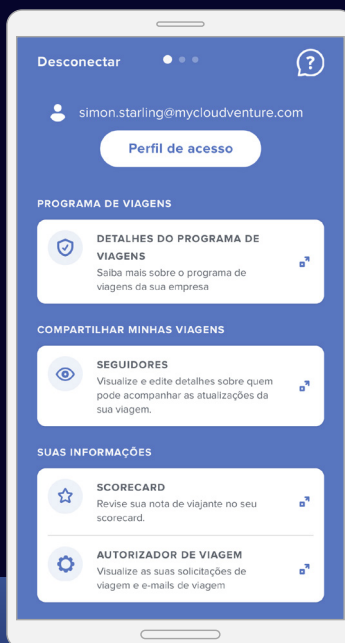 Desconectar
?
simon.starling@mycloudventure.com
Perfil de acesso
PROGRAMA DE VIAGENS
DETALHES DO PROGRAMA DE
VIAGENS
Saiba mais sobre o programa de
viagens da sua empresa
COMPARTILHAR MINHAS VIAGENS
SEGUIDORES
Visualize e edite detalhes sobre quem
pode acompanhar as atualizações da
sua viagem.
SUAS INFORMAÇÕES
SCORECARD
Revise sua nota de viajante no seu
scorecard.
AUTORIZADOR DE VIAGEM
Visualize as suas solicitações de
viagem e e-mails de viagem